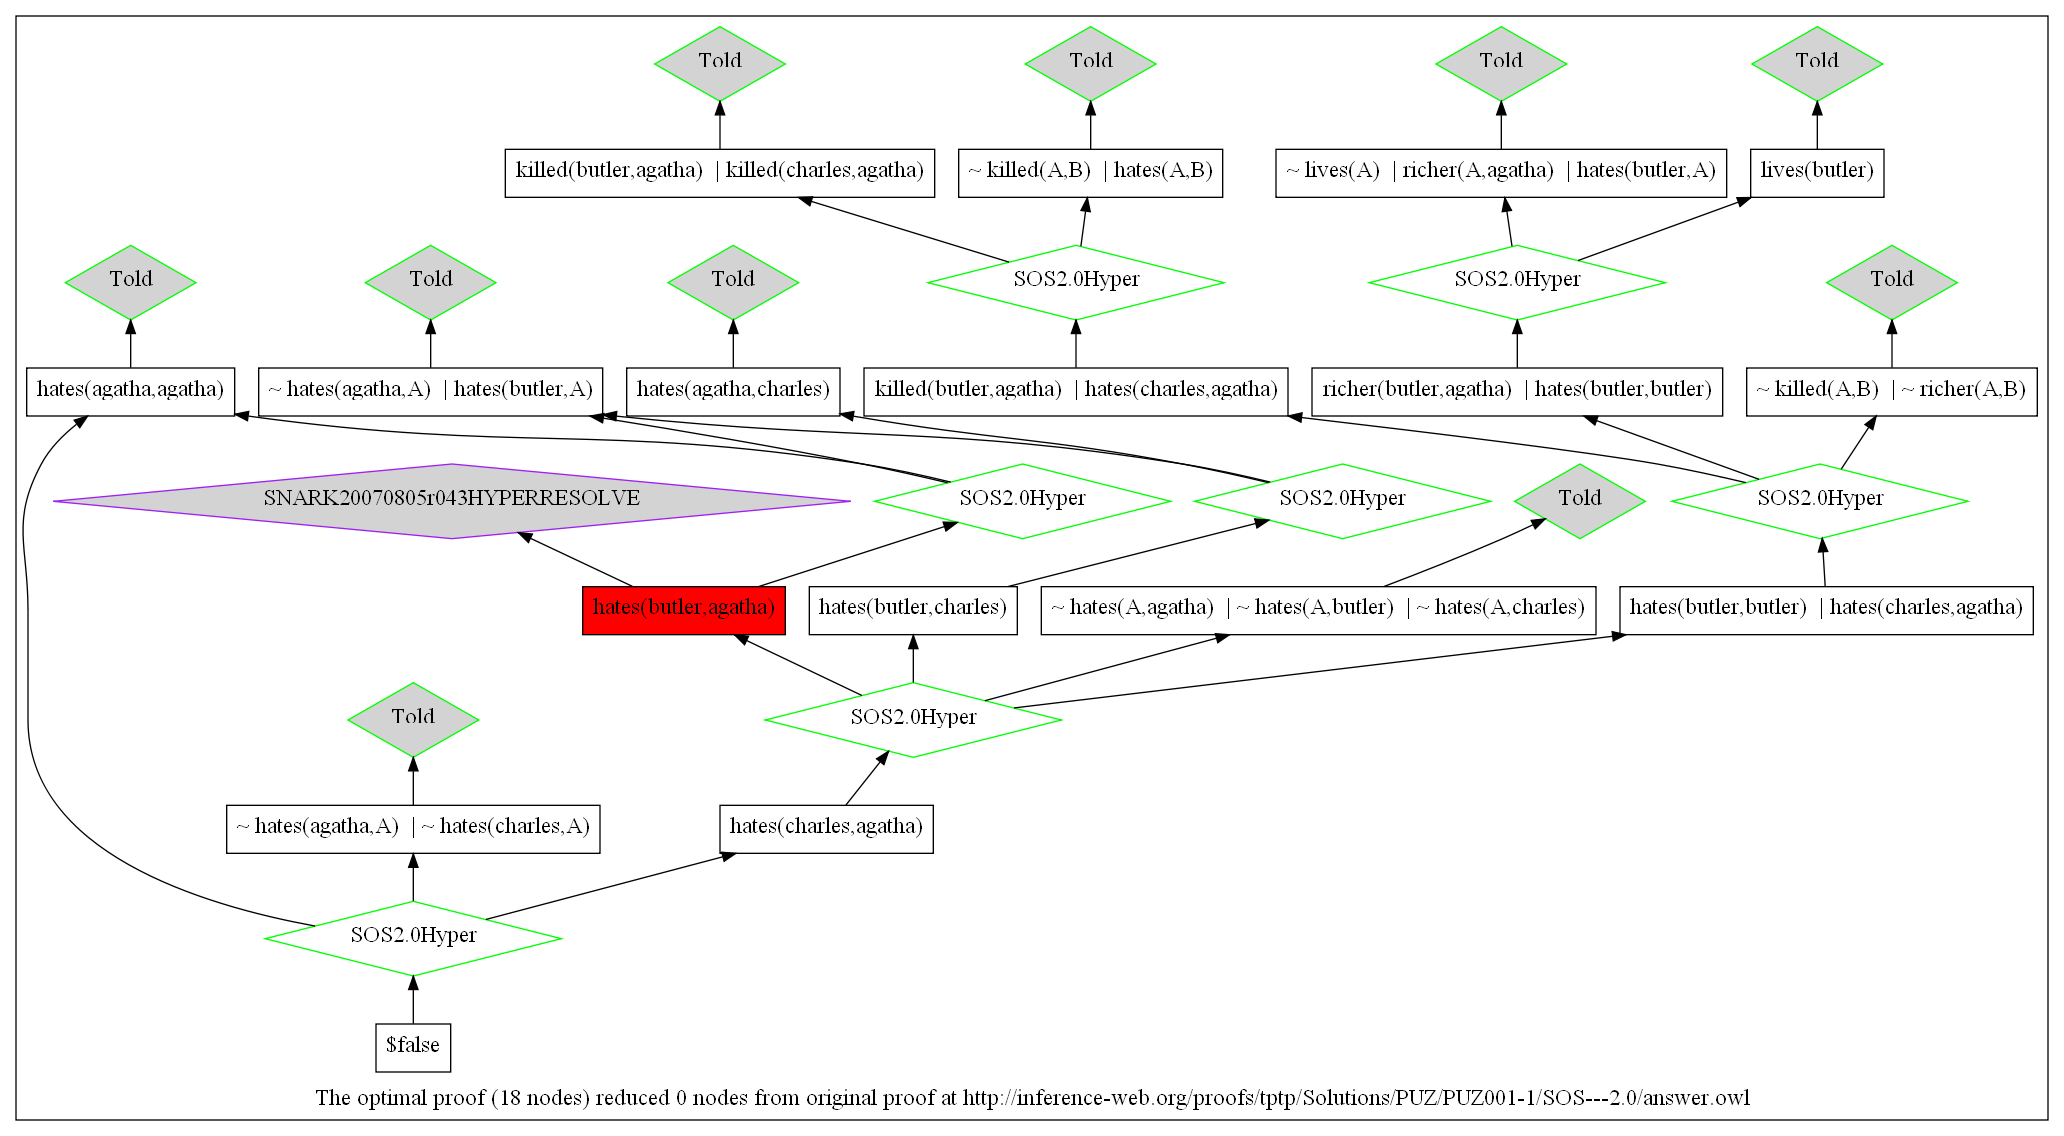 Told
Told
Told
Told
killed(butler,agatha) | killed(charles,agatha)
~ killed(A,B) | hates(A,B)
~ lives(A) | richer(A,agatha) | hates(butler,A)
lives(butler)
Told
Told
Told
SOS2.0Hyper
SOS2.0Hyper
Told
hates(agatha,agatha)
~ hates(agatha,A) | hates(butler,A)
hates(agatha,charles)
killed(butler,agatha) | hates(charles,agatha)
richer(butler,agatha) | hates(butler,butler)
~ killed(A,B) | ~ richer(A,B)
SNARK20070805r043HYPERRESOLVE
SOS2.0Hyper
SOS2.0Hyper
Told
SOS2.0Hyper
hates(butler,agatha)
hates(butler,charles)
~ hates(A,agatha) | ~ hates(A,butler) | ~ hates(A,charles)
hates(butler,butler) | hates(charles,agatha)
Told
SOS2.0Hyper
~ hates(agatha,A) | ~ hates(charles,A)
hates(charles,agatha)
SOS2.0Hyper
$false
The optimal proof (18 nodes) reduced 0 nodes from original proof at http://inference-web.org/proofs/tptp/Solutions/PUZ/PUZ001-1/SOS---2.0/answer.owl